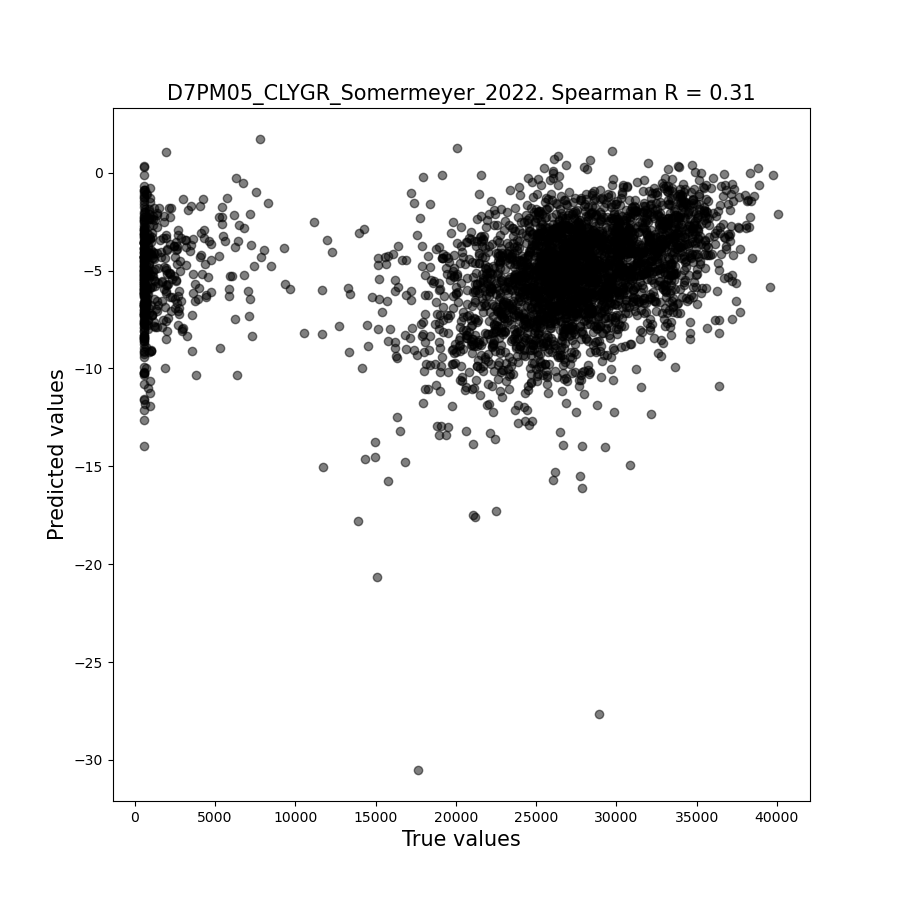 D7PM05_CLYGR_Somermeyer_2022. Spearman R = 0.31
Predicted values
0
−5
−10
−15
−20
−25
−30
0 5000 10000 15000 20000 25000 30000 35000 40000
True values